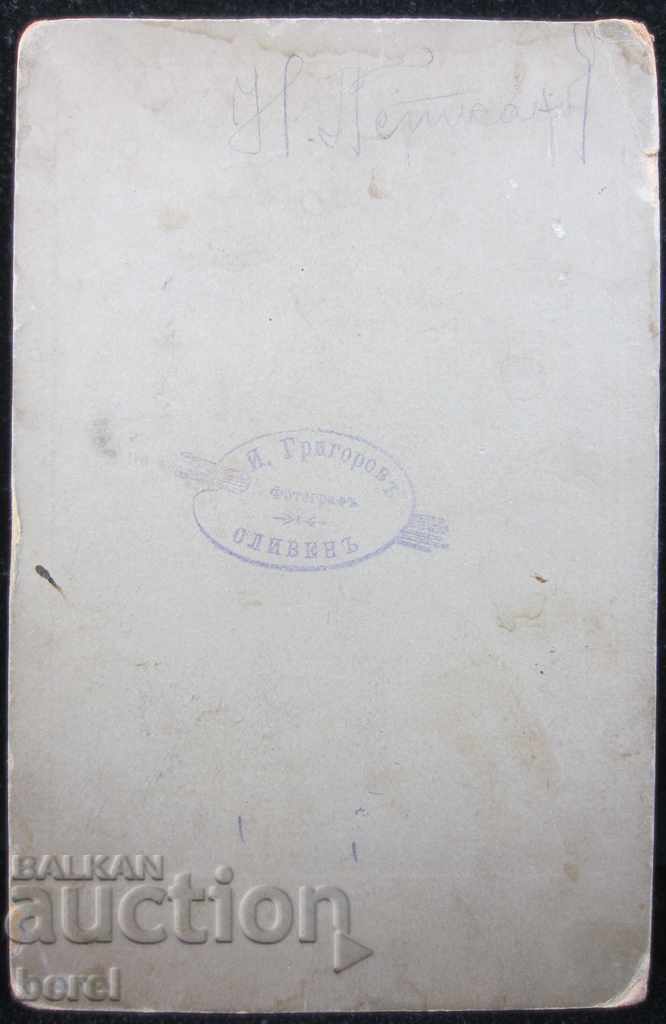 И. Григоровъ
Фотографъ
СЛИВЕНЪ
BALKAN
auction
borel